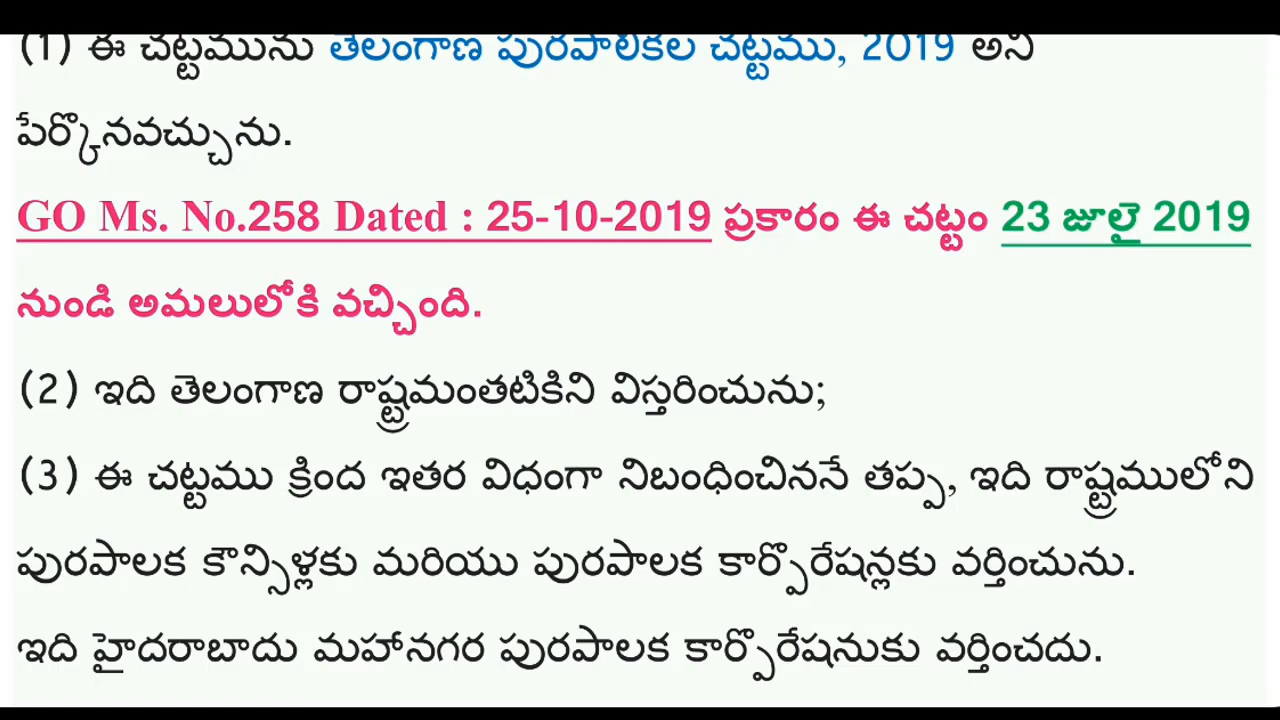 (1) ఈ చట్టమును తెలంగాణ పురపాలికల చట్టము, 2019 అని
పేర్కొనవచ్చును.
GO Ms. No.258 Dated : 25-10-2019 ప్రకారం ఈ చట్టం 23 జూలై 2019
నుండి అమలులోకి వచ్చింది.
(2) ఇది తెలంగాణ రాష్ట్రమంతటికిని విస్తరించును;
(3) ఈ చట్టము క్రింద ఇతర విధంగా నిబంధించిననే తప్ప, ఇది రాష్ట్రములోని
పురపాలక కౌన్సిళ్లకు మరియు పురపాలక కార్పొరేషన్లకు వర్తించును.
ఇది హైదరాబాదు మహానగర పురపాలక కార్పొరేషనుకు వర్తించదు.